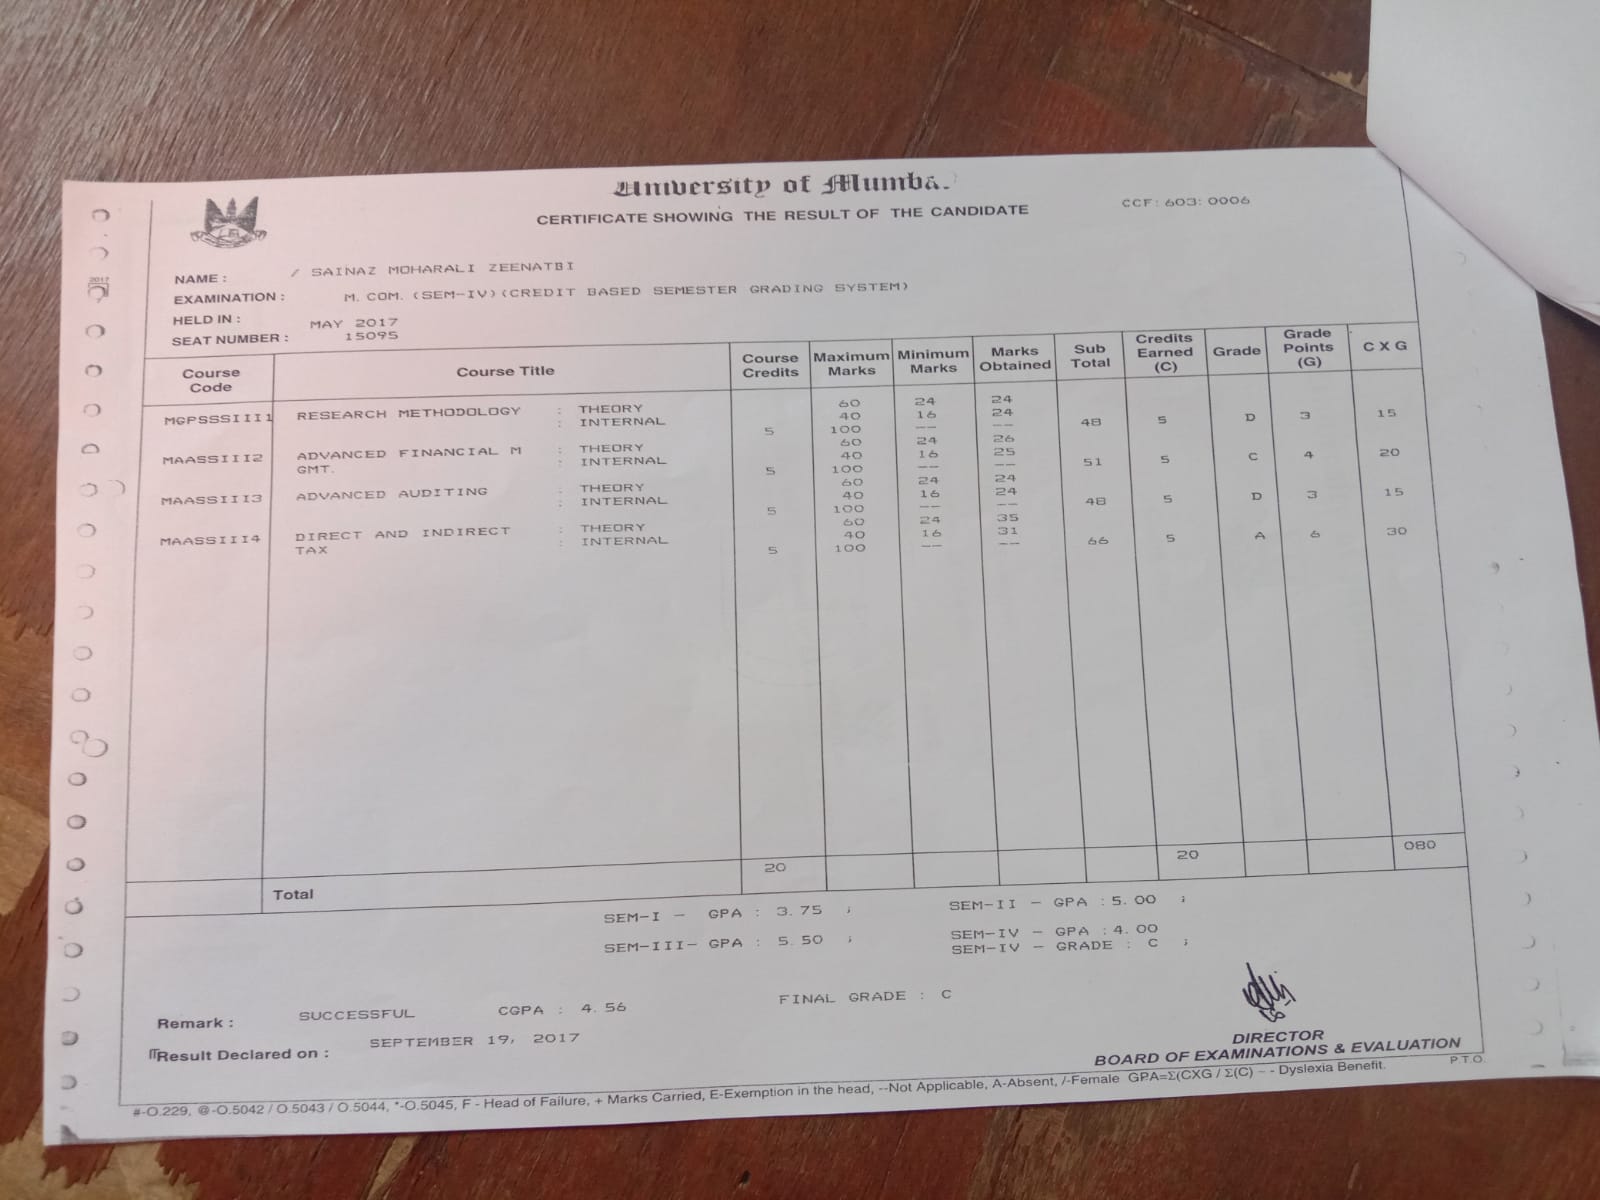 University of Mumba
CERTIFICATE SHOWING THE RESULT OF THE CANDIDATE
CCF: 603: 0006
NAME : / SAINAZ MOHARALI ZEENATBI
EXAMINATION : M. COM. (SEM-IV)(CREDIT BASED SEMESTER GRADING SYSTEM)
HELD IN : MAY 2017
SEAT NUMBER : 15095
Course Code Course Title Course Credits Maximum Marks Minimum Marks Marks Obtained Sub Total Credits Earned (C) Grade Grade Points (G) C X G
MGPSSSIII1 RESEARCH METHODOLOGY : THEORY 60 24 24
: INTERNAL 40 16 24
5 100 -- -- 48 5 D 3 15
MAASSIII2 ADVANCED FINANCIAL M : THEORY 60 24 26
GMT. : INTERNAL 40 16 25
5 100 -- -- 51 5 C 4 20
MAASSIII3 ADVANCED AUDITING : THEORY 60 24 24
: INTERNAL 40 16 24
5 100 -- -- 48 5 D 3 15
MAASSIII4 DIRECT AND INDIRECT : THEORY 60 24 35
TAX : INTERNAL 40 16 31
5 100 -- -- 66 5 A 6 30
Total 20 20 080
SEM-I - GPA : 3.75 ; SEM-II - GPA : 5.00 ;
SEM-III- GPA : 5.50 ; SEM-IV - GPA : 4.00
SEM-IV - GRADE : C ;
Remark : SUCCESSFUL CGPA : 4.56 FINAL GRADE : C
Result Declared on : SEPTEMBER 19, 2017
DIRECTOR
BOARD OF EXAMINATIONS & EVALUATION
P.T.O.
#-O.229, @-O.5042 / O.5043 / O.5044, *-O.5045, F - Head of Failure, + Marks Carried, E-Exemption in the head, --Not Applicable, A-Absent, /-Female GPA=Σ(CXG / Σ(C) ~ - Dyslexia Benefit.